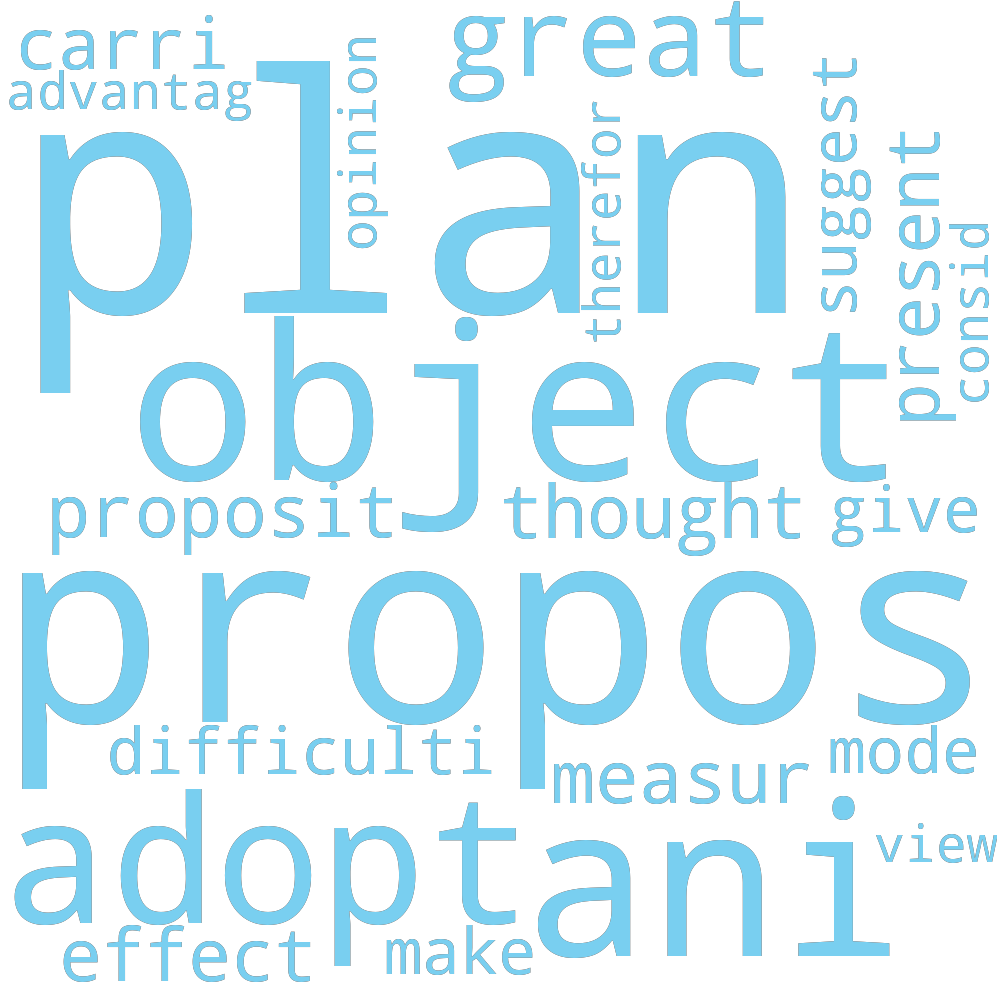 carri
great
advantag
opinion
plan
therefor
suggest
present
consid
object
proposit
thought
give
propos
difficulti
measur
mode
adopt
ani
view
effect
make